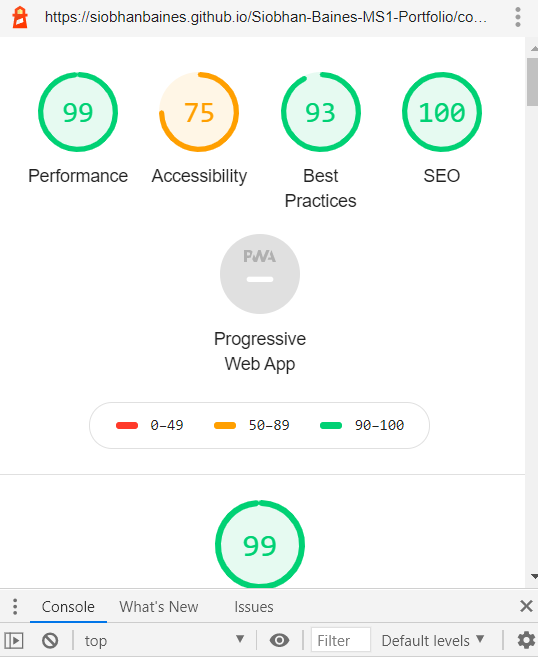 https://siobhanbaines.github.io/Siobhan-Baines-MS1-Portfolio/co...
99
75
93
100
Performance
Accessibility
Best
Practices
SEO
PWA
Progressive
Web App
0–49
50–89
90–100
99
Console
What's New
Issues
top
Filter
Default levels